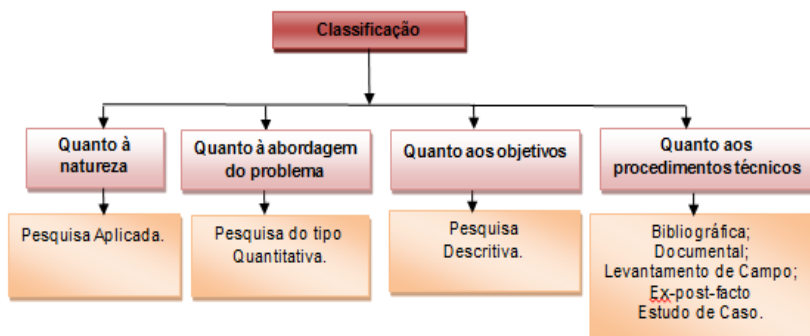 Classificação
Quanto à
natureza
Quanto à abordagem
do problema
Quanto aos objetivos
Quanto aos
procedimentos técnicos
Pesquisa Aplicada.
Pesquisa do tipo
Quantitativa.
Pesquisa
Descritiva.
Bibliográfica;
Documental;
Levantamento de Campo;
Ex-post-facto
Estudo de Caso.